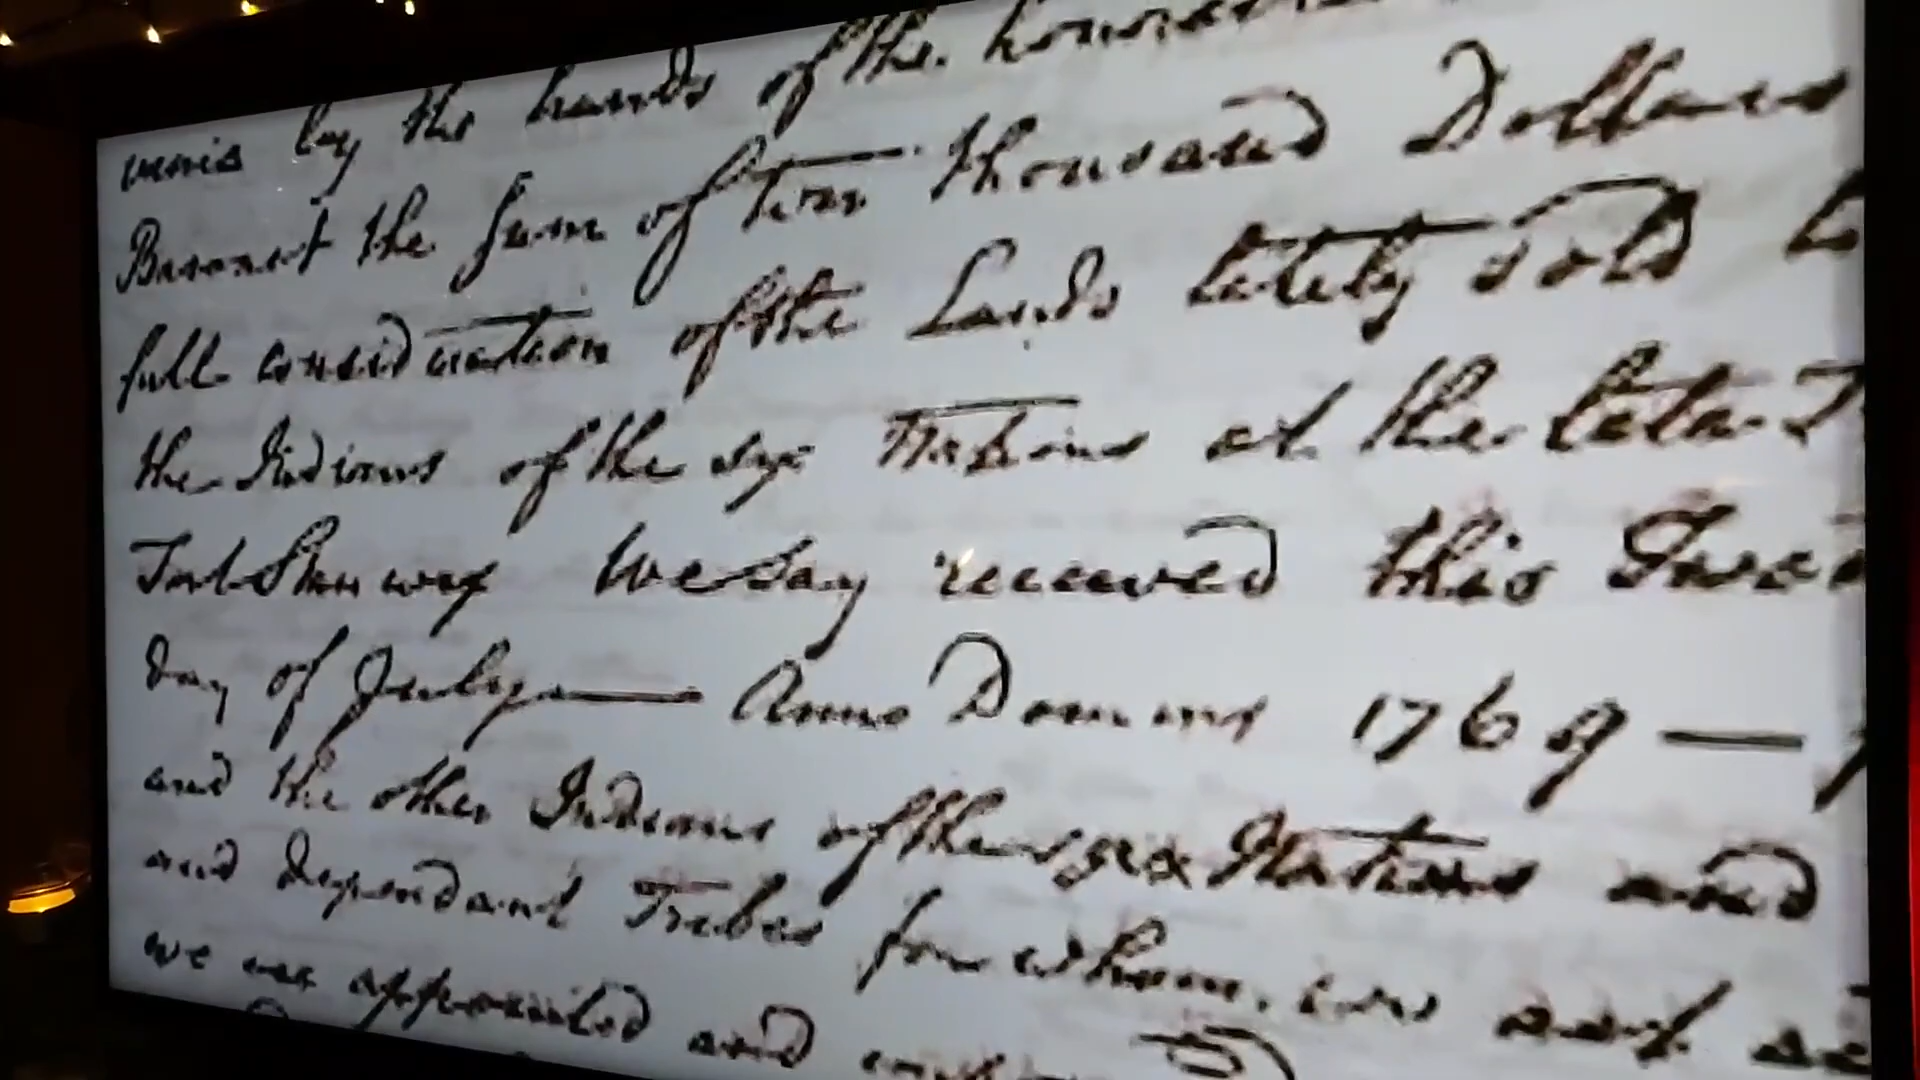 by the hands of the
Baronet the sum of ten thousand Dollars
full consideration of the Lands lately sold to
the Indians of the six Nations at the late T
We say received this Twen
day of July — Anno Domini 1769 —
and the other Indians of the six Nations and
and dependant Tribes for whom we act
we are appointed and